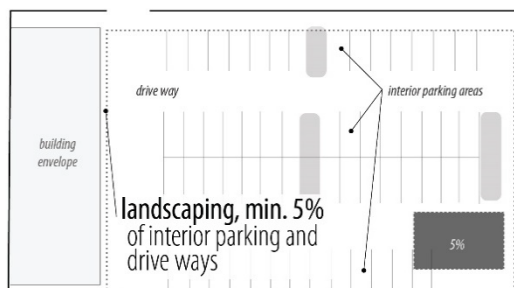 drive way
interior parking areas
building
envelope
landscaping, min. 5%
of interior parking and
drive ways
5%